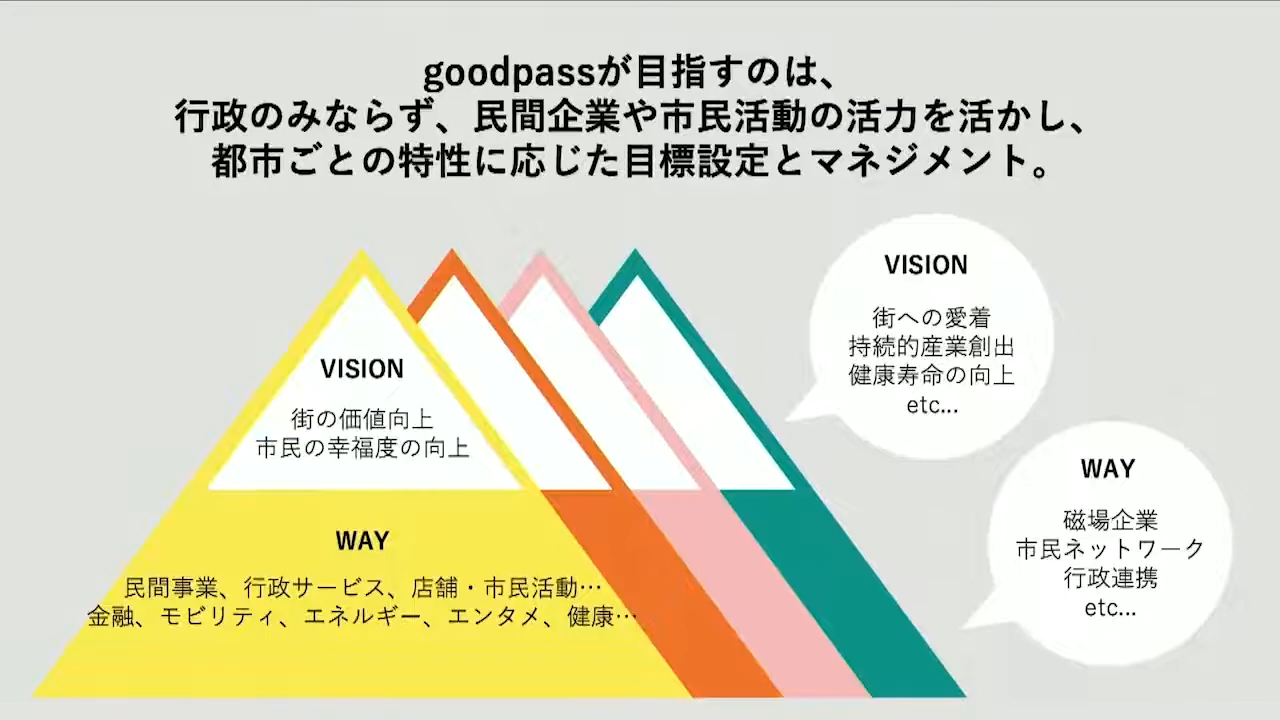 goodpassが目指すのは、
行政のみならず、民間企業や市民活動の活力を活かし、
都市ごとの特性に応じた目標設定とマネジメント。
VISION
街の価値向上
市民の幸福度の向上
WAY
民間事業、行政サービス、店舗・市民活動…
金融、モビリティ、エネルギー、エンタメ、健康…
VISION
街への愛着
持続的産業創出
健康寿命の向上
etc...
WAY
磁場企業
市民ネットワーク
行政連携
etc...